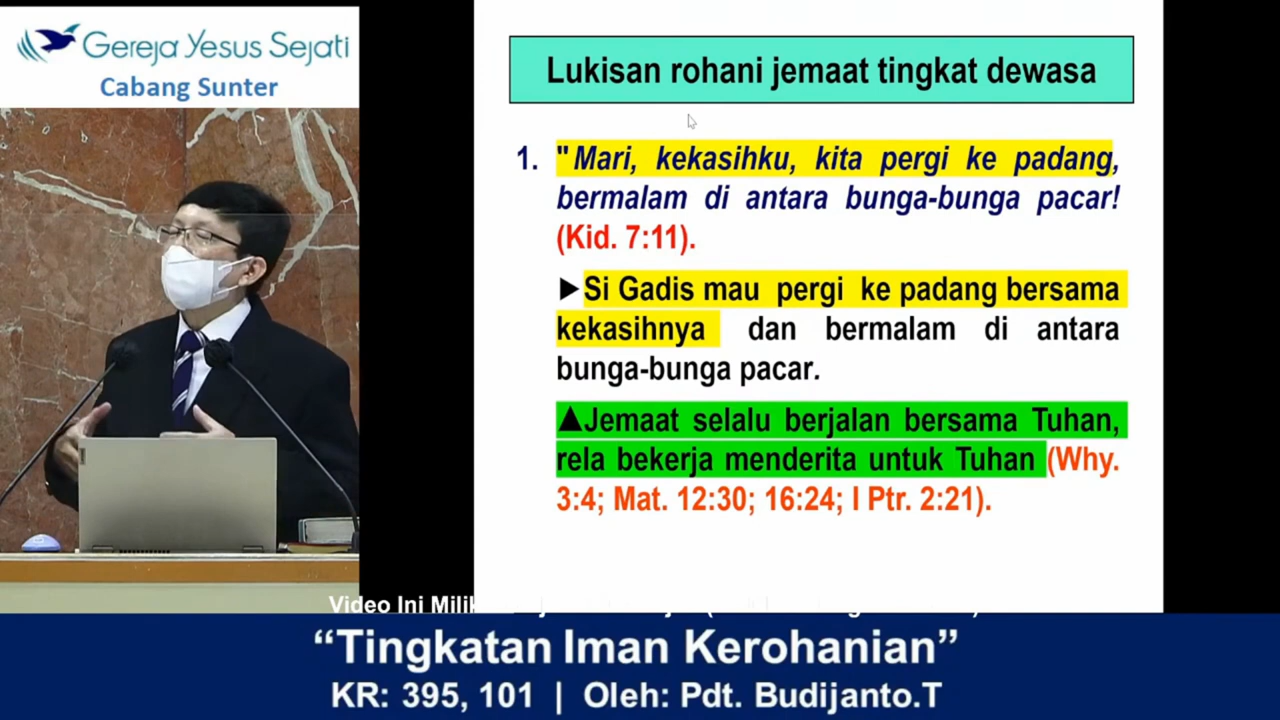 Gereja Yesus Sejati
Cabang Sunter
Lukisan rohani jemaat tingkat dewasa
1. "Mari, kekasihku, kita pergi ke padang,
bermalam di antara bunga-bunga pacar!
(Kid. 7:11).
▶Si Gadis mau pergi ke padang bersama
kekasihnya dan bermalam di antara
bunga-bunga pacar.
▲Jemaat selalu berjalan bersama Tuhan,
rela bekerja menderita untuk Tuhan (Why.
3:4; Mat. 12:30; 16:24; I Ptr. 2:21).
Video Ini Milik
“Tingkatan Iman Kerohanian”
KR: 395, 101 | Oleh: Pdt. Budijanto.T